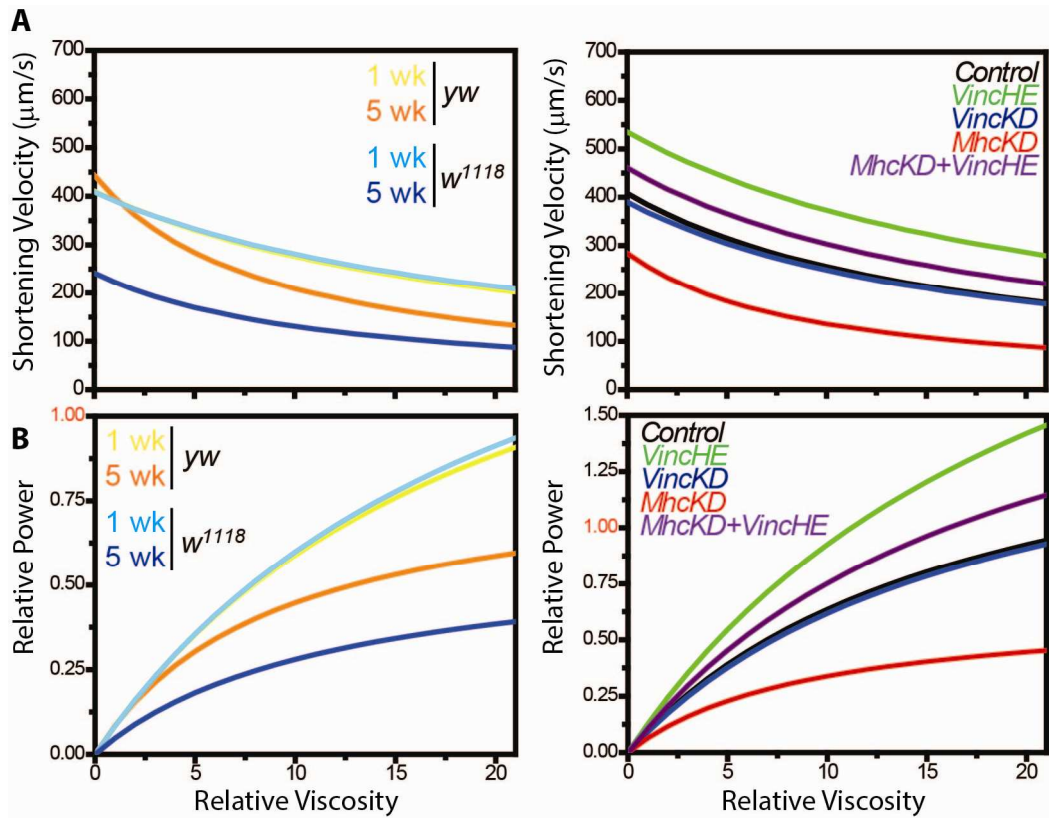 A
Shortening Velocity (μm/s)
700
600
500
400
300
200
100
0
1 wk
5 wk
yw
1 wk
5 wk
w1118
Shortening Velocity (μm/s)
700
600
500
400
300
200
100
0
Control
VincHE
VincKD
MhcKD
MhcKD+VincHE
B
Relative Power
1.00
0.75
0.50
0.25
0.00
1 wk
5 wk
yw
1 wk
5 wk
w1118
0 5 10 15 20
Relative Viscosity
Relative Power
1.50
1.25
1.00
0.75
0.50
0.25
0.00
Control
VincHE
VincKD
MhcKD
MhcKD+VincHE
0 5 10 15 20
Relative Viscosity